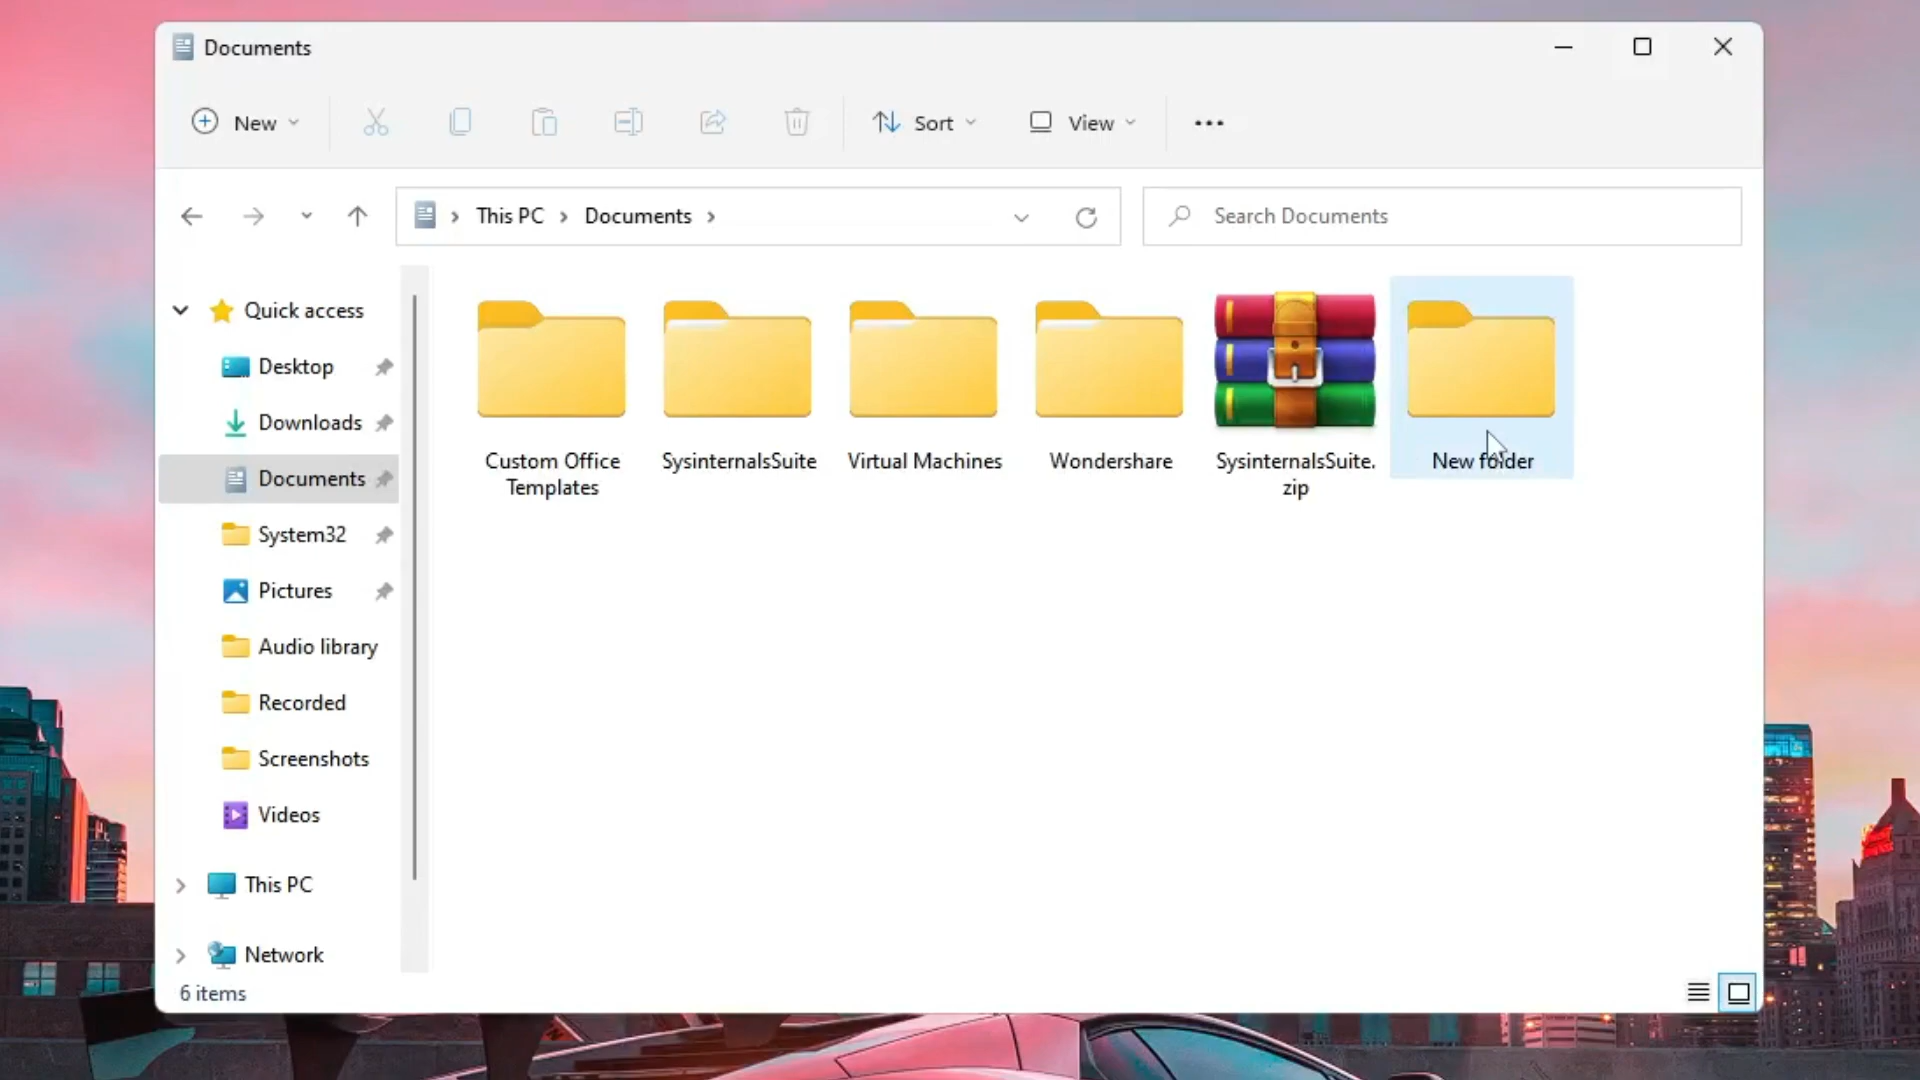 Documents
New
Sort
View
This PC
Documents
Search Documents
Quick access
Desktop
Downloads
Documents
System32
Pictures
Audio library
Recorded
Screenshots
Videos
This PC
Network
Custom Office
Templates
SysinternalsSuite
Virtual Machines
Wondershare
SysinternalsSuite.
zip
New folder
6 items